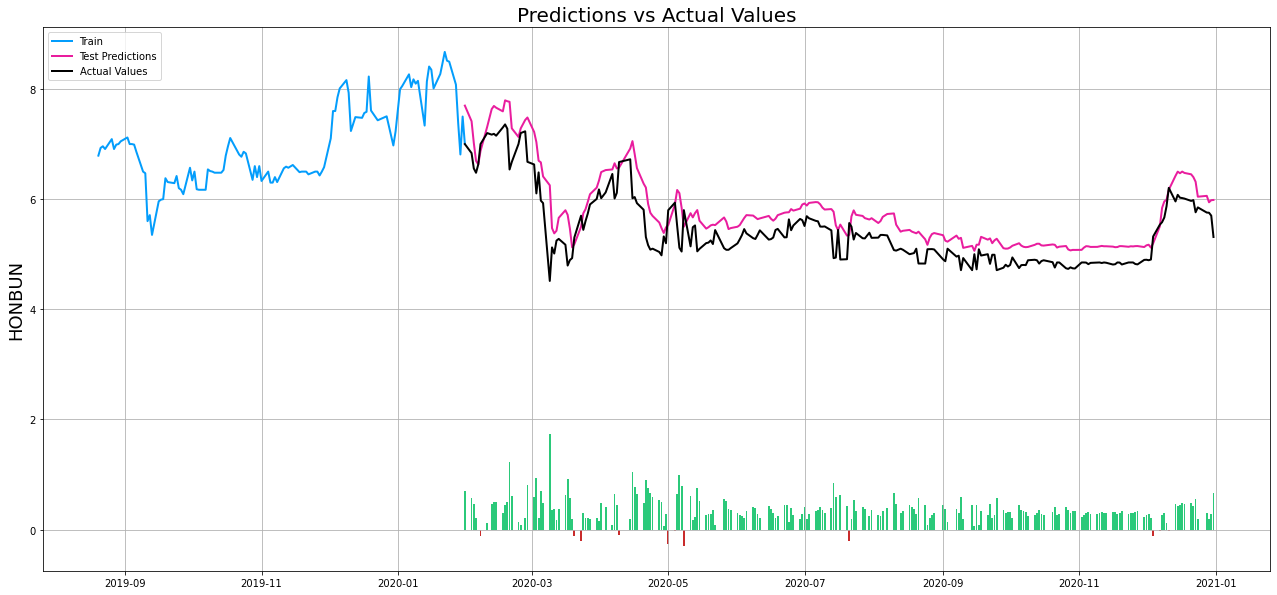 Predictions vs Actual Values
Train
Test Predictions
Actual Values
HONBUN
8
6
4
2
0
2019-09
2019-11
2020-01
2020-03
2020-05
2020-07
2020-09
2020-11
2021-01